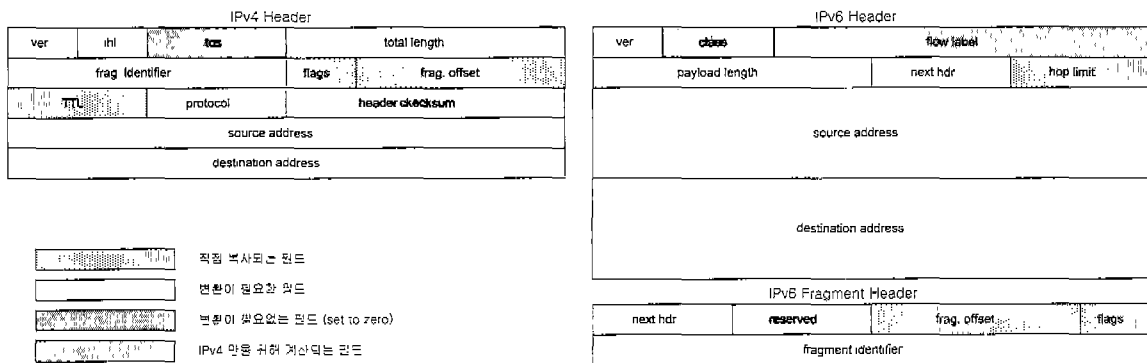 IPv4 Header
ver ihl tos total length
frag identifier flags frag. offset
TTL protocol header checksum
source address
destination address
직접 복사되는 필드
변환이 필요한 필드
변환이 필요없는 필드 (set to zero)
IPv4 만을 위해 계산되는 필드
IPv6 Header
ver class flow label
payload length next hdr hop limit
source address
destination address
IPv6 Fragment Header
next hdr reserved frag. offset flags
fragment identifier